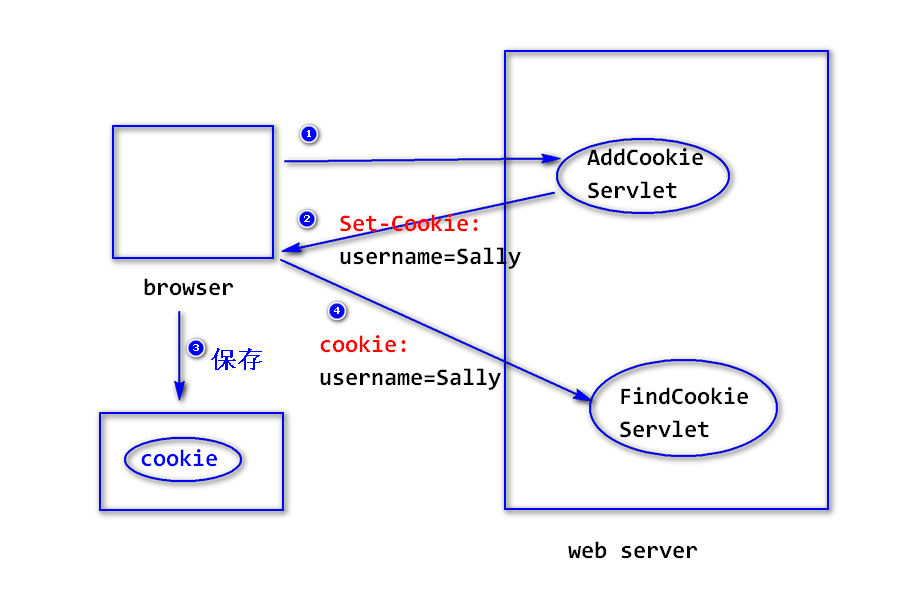 1
AddCookie
Servlet
2
Set-Cookie:
username=Sally
browser
4
cookie:
username=Sally
3
保存
FindCookie
Servlet
cookie
web server